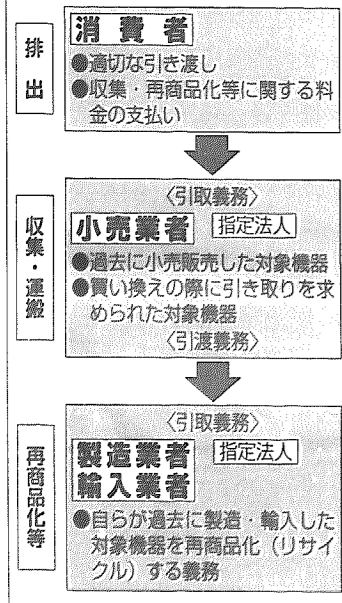 排出
消費者
●適切な引き渡し
●収集・再商品化等に関する料
金の支払い
収集・運搬
〈引取義務〉
小売業者 指定法人
●過去に小売販売した対象機器
●買い換えの際に引き取りを求
められた対象機器
〈引渡義務〉
再商品化等
〈引取義務〉
製造業者 指定法人
輸入業者
●自らが過去に製造・輸入した
対象機器を再商品化（リサイ
クル）する義務